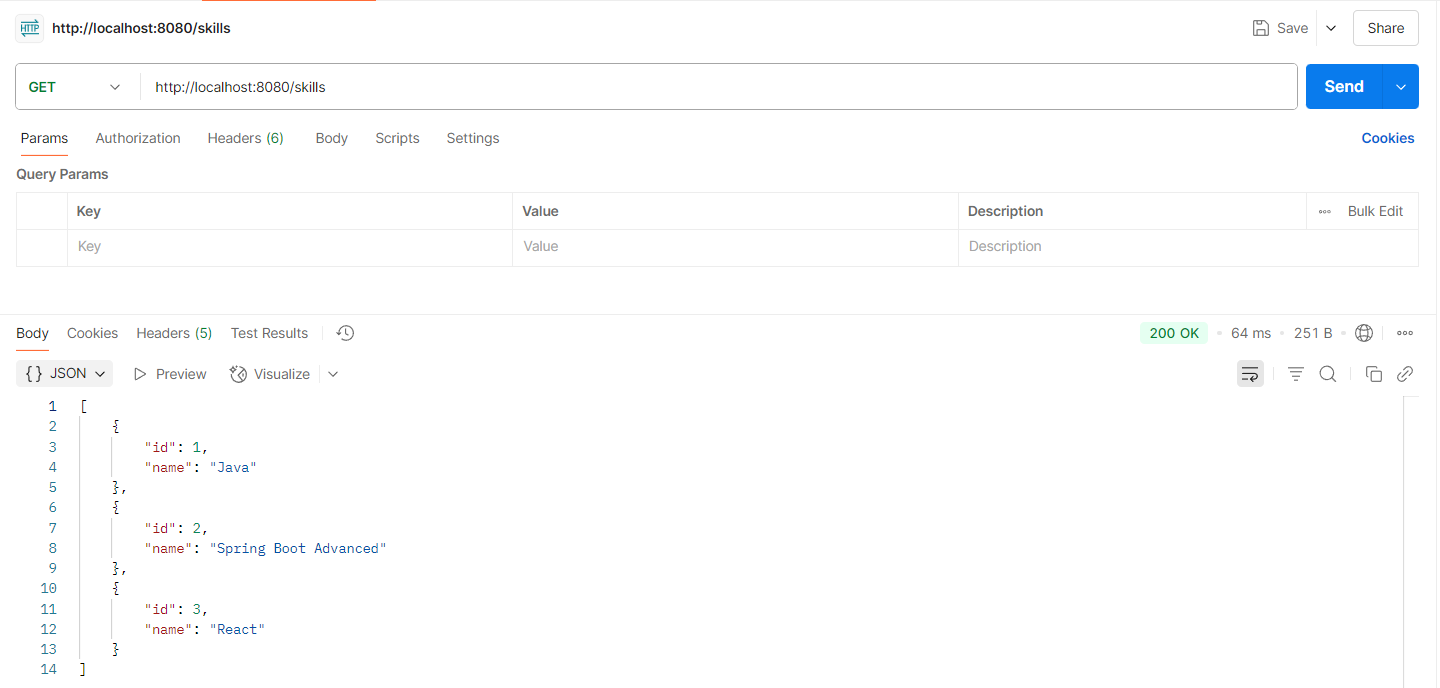 HTTP http://localhost:8080/skills Save Share
GET http://localhost:8080/skills Send
Params Authorization Headers (6) Body Scripts Settings Cookies
Query Params
Key Value Description Bulk Edit
Key Value Description
Body Cookies Headers (5) Test Results 200 OK 64 ms 251 B
{} JSON Preview Visualize
1 [
2 {
3 "id": 1,
4 "name": "Java"
5 },
6 {
7 "id": 2,
8 "name": "Spring Boot Advanced"
9 },
10 {
11 "id": 3,
12 "name": "React"
13 }
14 ]